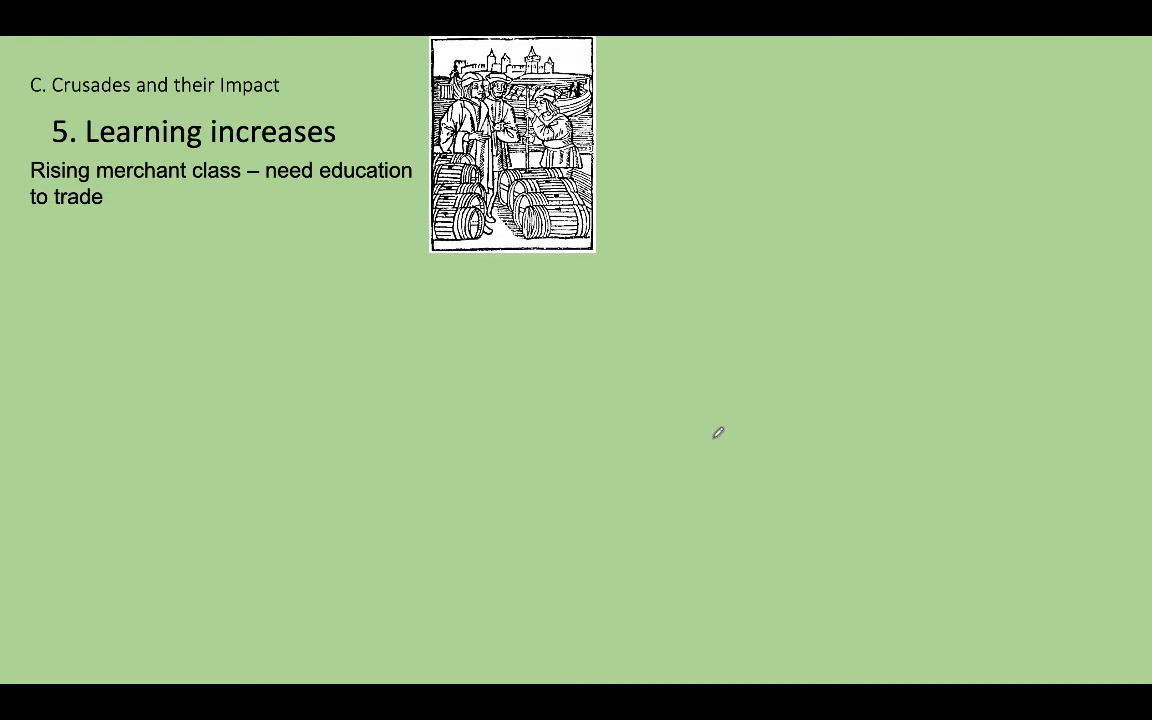 C. Crusades and their Impact
5. Learning increases
Rising merchant class – need education
to trade